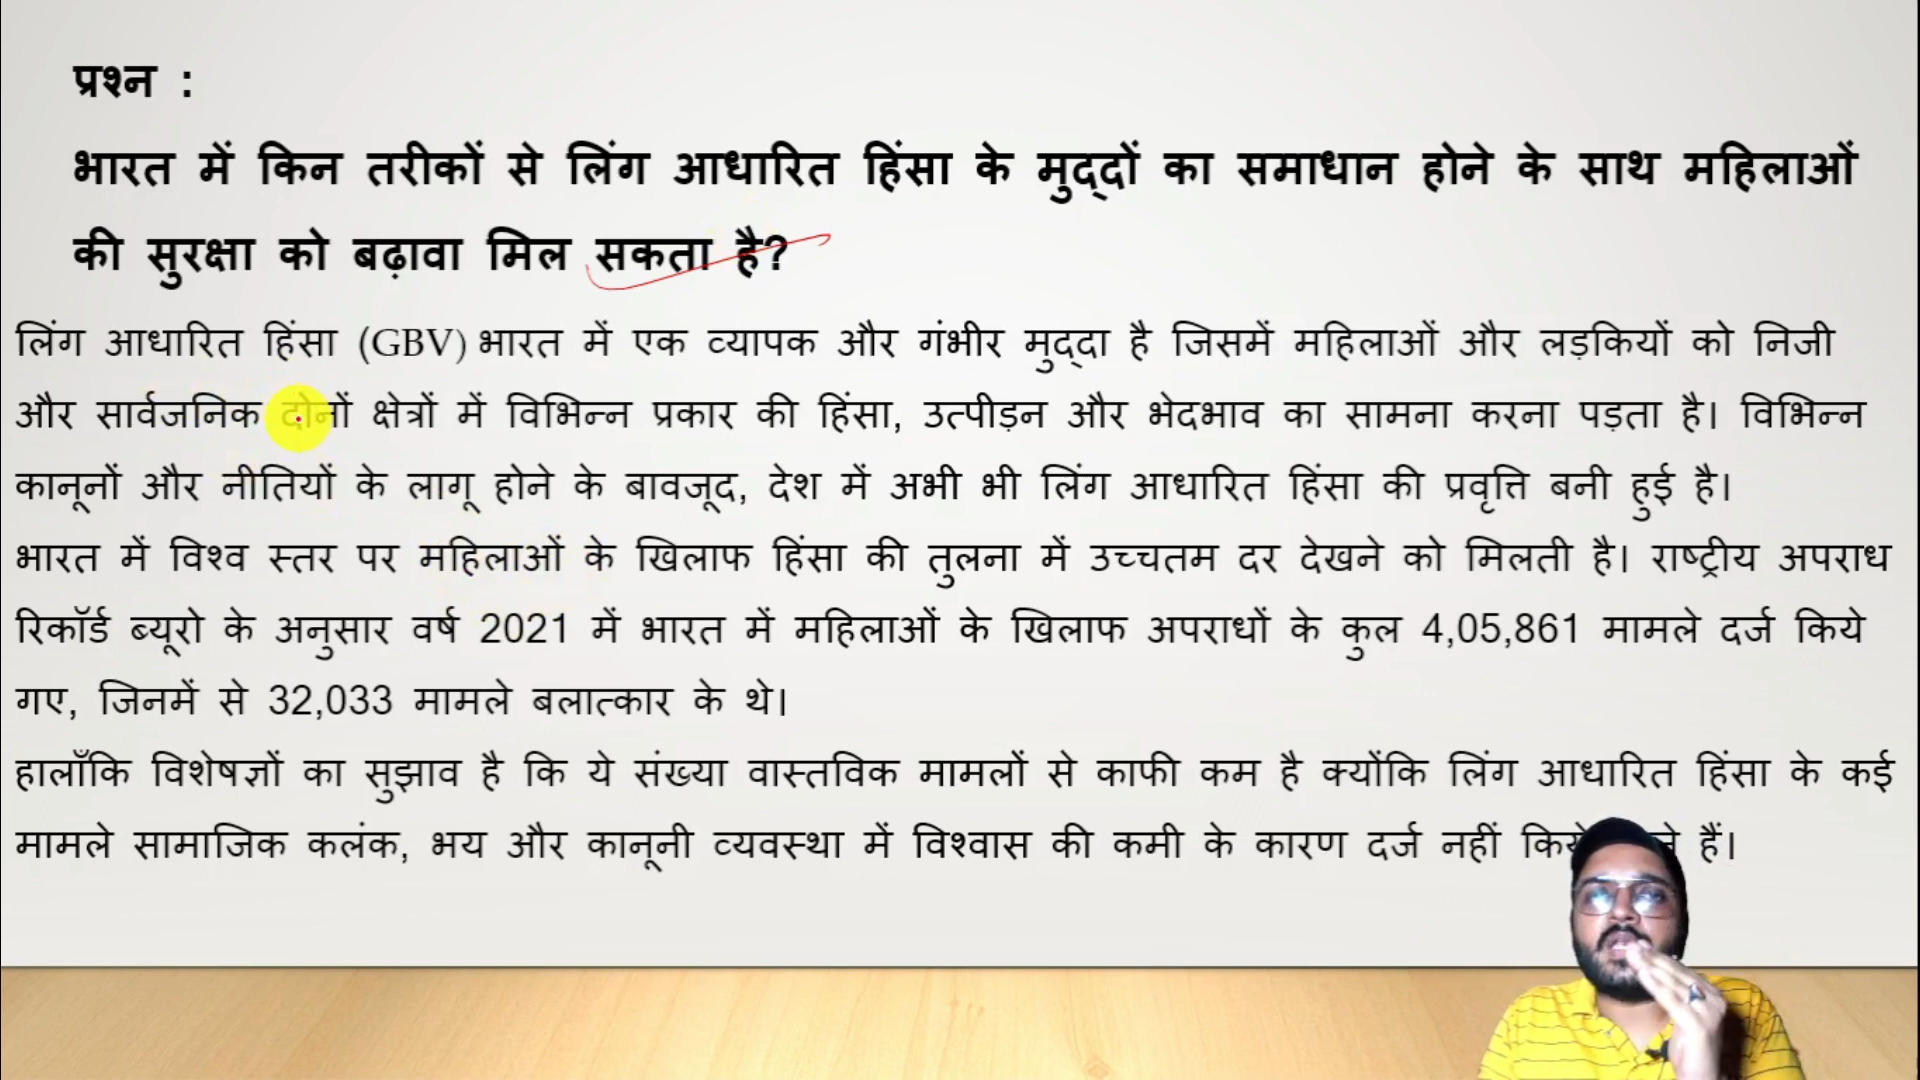 प्रश्न :
भारत में किन तरीकों से लिंग आधारित हिंसा के मुद्दों का समाधान होने के साथ महिलाओं
की सुरक्षा को बढ़ावा मिल सकता है?
लिंग आधारित हिंसा (GBV) भारत में एक व्यापक और गंभीर मुद्दा है जिसमें महिलाओं और लड़कियों को निजी
और सार्वजनिक दोनों क्षेत्रों में विभिन्न प्रकार की हिंसा, उत्पीड़न और भेदभाव का सामना करना पड़ता है। विभिन्न
कानूनों और नीतियों के लागू होने के बावजूद, देश में अभी भी लिंग आधारित हिंसा की प्रवृत्ति बनी हुई है।
भारत में विश्व स्तर पर महिलाओं के खिलाफ हिंसा की तुलना में उच्चतम दर देखने को मिलती है। राष्ट्रीय अपराध
रिकॉर्ड ब्यूरो के अनुसार वर्ष 2021 में भारत में महिलाओं के खिलाफ अपराधों के कुल 4,05,861 मामले दर्ज किये
गए, जिनमें से 32,033 मामले बलात्कार के थे।
हालाँकि विशेषज्ञों का सुझाव है कि ये संख्या वास्तविक मामलों से काफी कम है क्योंकि लिंग आधारित हिंसा के कई
मामले सामाजिक कलंक, भय और कानूनी व्यवस्था में विश्वास की कमी के कारण दर्ज नहीं हैं।